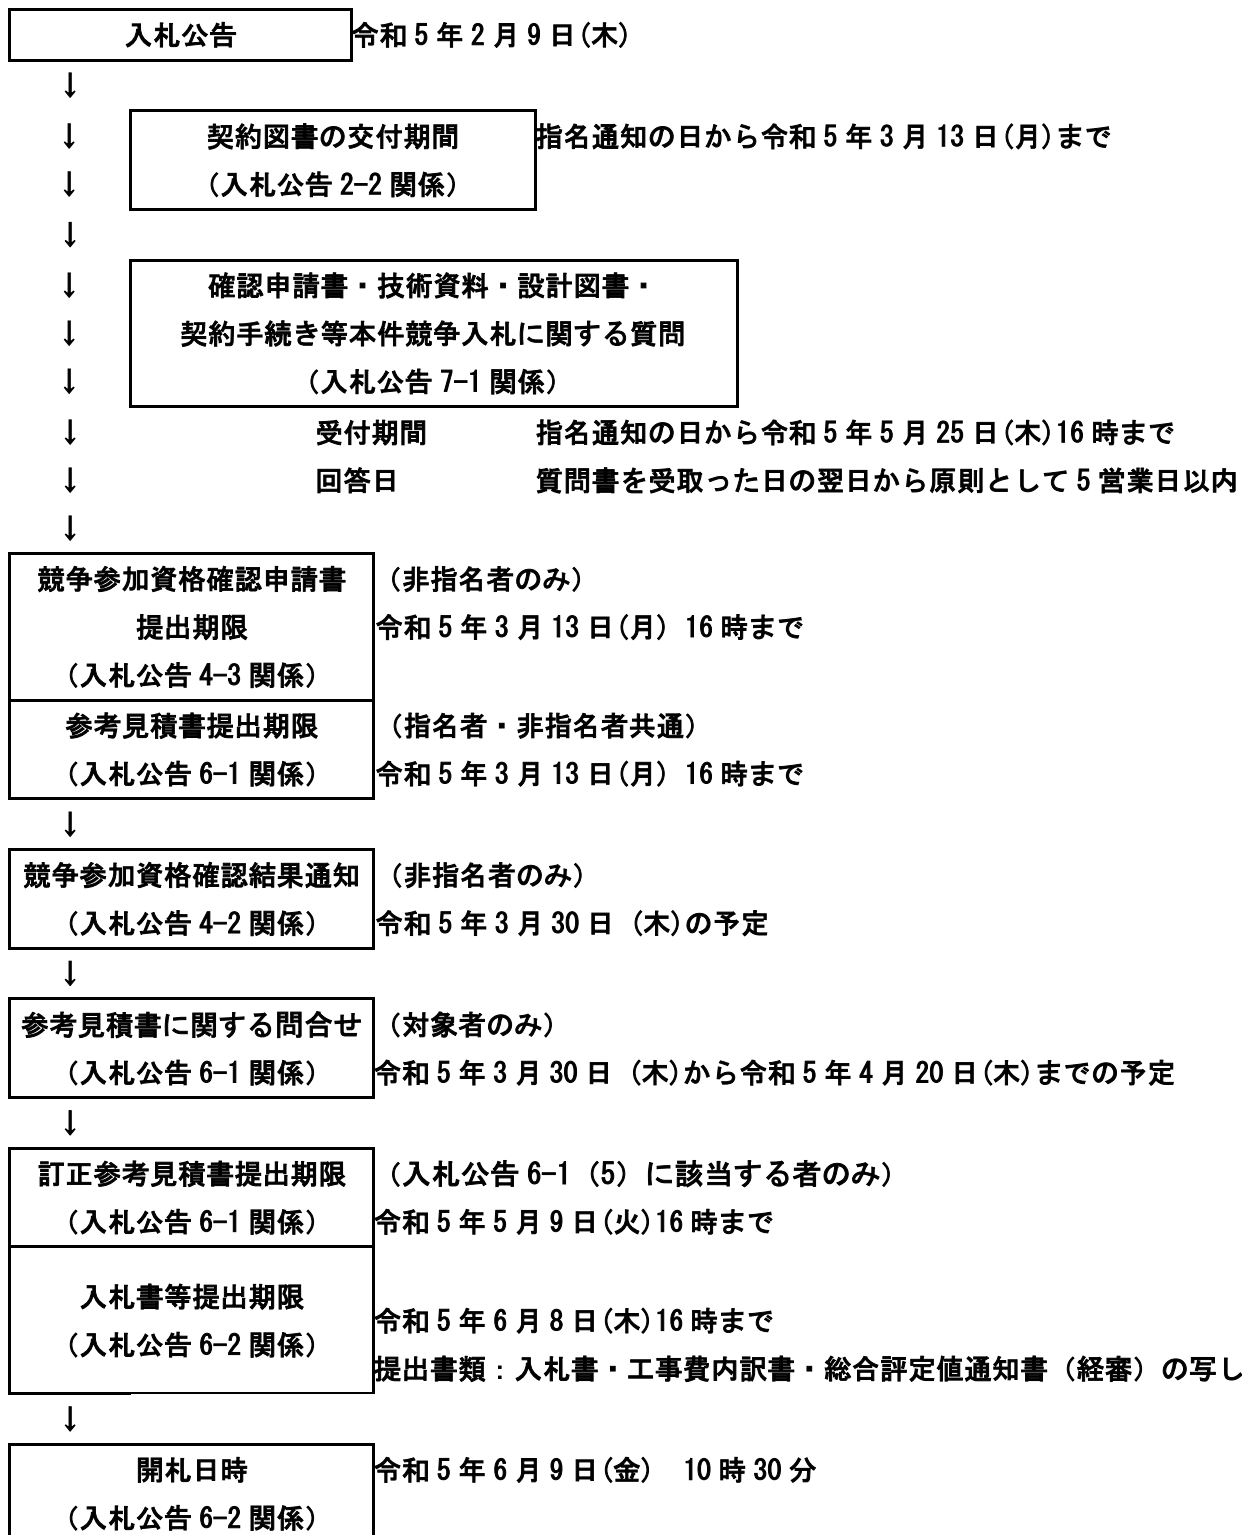 入札公告 令和5年2月9日(木)
↓
↓ 契約図書の交付期間 指名通知の日から令和5年3月13日(月)まで
↓ （入札公告2-2関係）
↓
↓ 確認申請書・技術資料・設計図書・
↓ 契約手続き等本件競争入札に関する質問
↓ （入札公告7-1関係）
↓ 受付期間 指名通知の日から令和5年5月25日(木)16時まで
↓ 回答日 質問書を受取った日の翌日から原則として5営業日以内
↓
競争参加資格確認申請書 （非指名者のみ）
提出期限 令和5年3月13日(月) 16時まで
（入札公告4-3関係）
参考見積書提出期限 （指名者・非指名者共通）
（入札公告6-1関係） 令和5年3月13日(月) 16時まで
↓
競争参加資格確認結果通知 （非指名者のみ）
（入札公告4-2関係） 令和5年3月30日 (木)の予定
↓
参考見積書に関する問合せ （対象者のみ）
（入札公告6-1関係） 令和5年3月30日 (木)から令和5年4月20日(木)までの予定
↓
訂正参考見積書提出期限 （入札公告6-1（5）に該当する者のみ）
（入札公告6-1関係） 令和5年5月9日(火)16時まで
入札書等提出期限
（入札公告6-2関係） 令和5年6月8日(木)16時まで
提出書類：入札書・工事費内訳書・総合評定値通知書（経審）の写し
↓
開札日時 令和5年6月9日(金) 10時30分
（入札公告6-2関係）